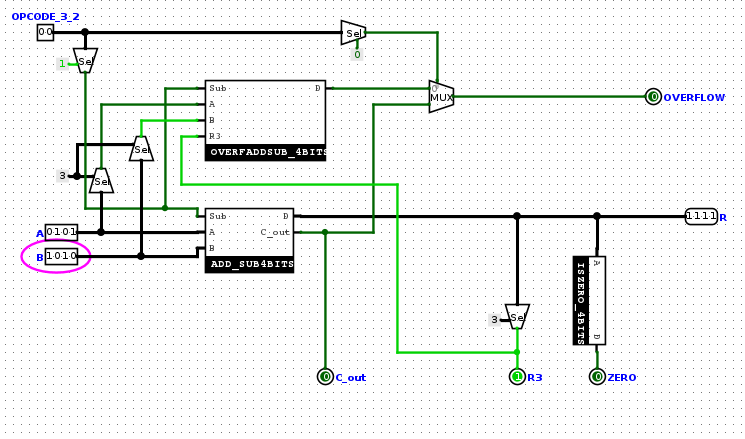 OPCODE_3_2
00
Sel
0
1
Sel
Sub
D
A
B
R3
OVERFADDSUB_4BITS
0
MUX
0
OVERFLOW
Sel
3
Sel
A
0101
B
1010
Sub
D
A
C_out
B
ADD_SUB4BITS
1111
R
A
ISZERO_4BITS
D
3
Sel
0
C_out
1
R3
0
ZERO